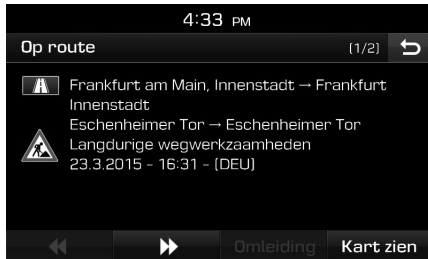 4:33 PM
Op route (1/2)
Frankfurt am Main, Innenstadt → Frankfurt
Innenstadt
Eschenheimer Tor → Eschenheimer Tor
Langdurige wegwerkzaamheden
23.3.2015 - 16:31 - (DEU)
Omleiding Kart zien